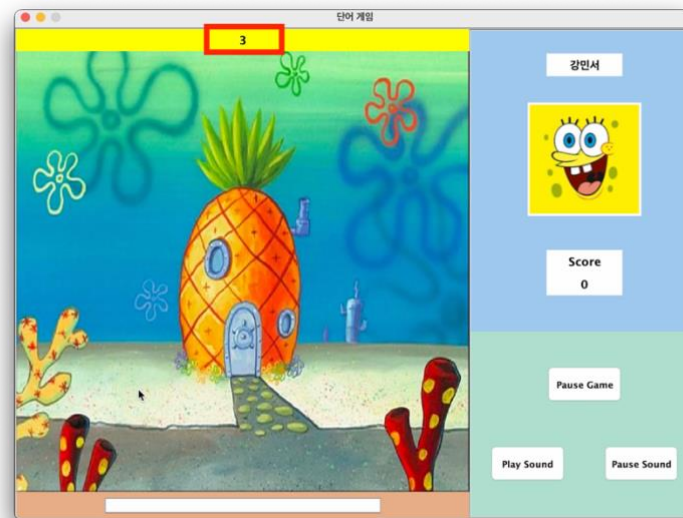 단어 게임
3
강민서
Score
0
Pause Game
Play Sound
Pause Sound